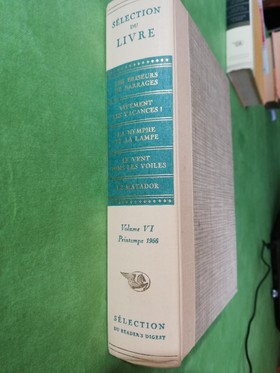 SÉLECTION
DU
LIVRE
LES BRISEURS
DE BARRAGES
VIVEMENT
LES VACANCES !
LA NYMPHE
ET LA LAMPE
LE VENT
DANS LES VOILES
LE MATADOR
Volume VI
Printemps 1956
SÉLECTION
DU READER'S DIGEST